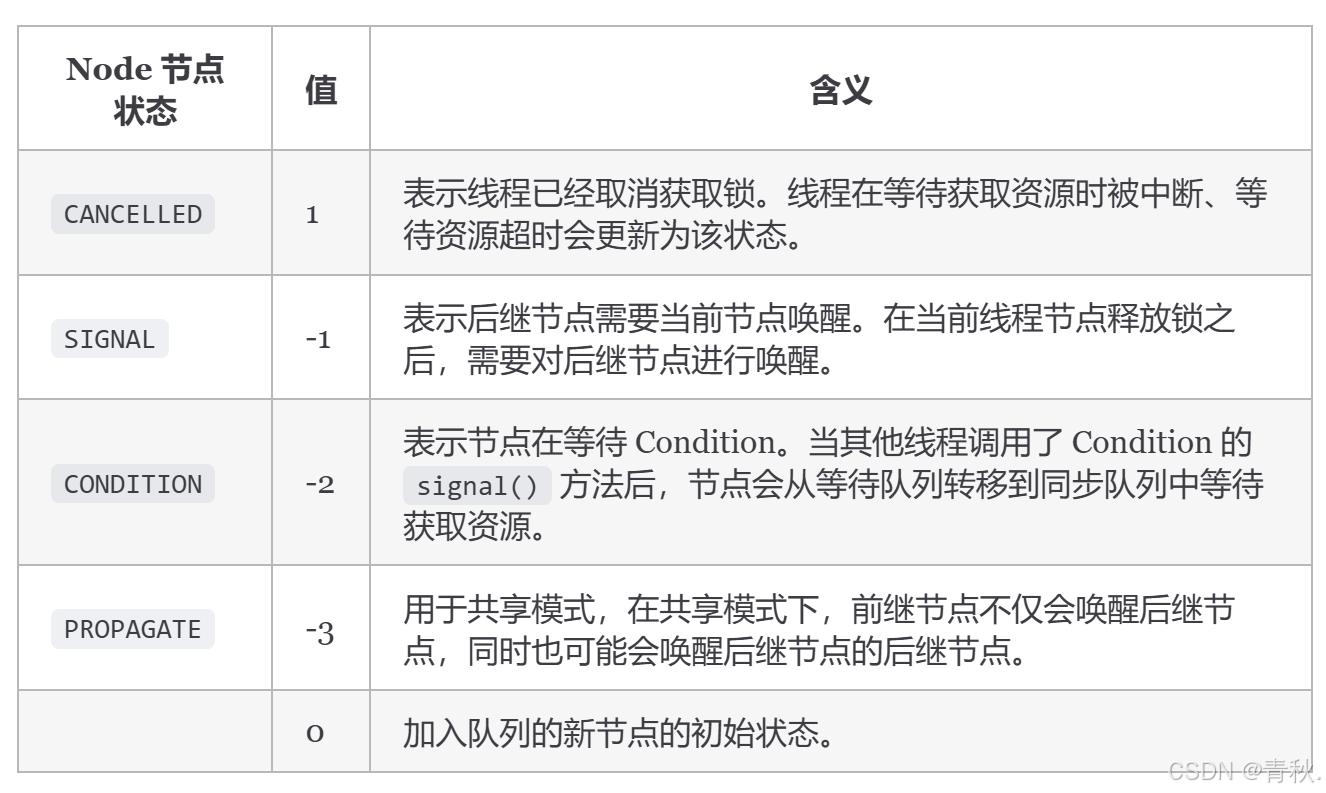 Node 节点
状态
值
含义
CANCELLED
1
表示线程已经取消获取锁。线程在等待获取资源时被中断、等
待资源超时会更新为该状态。
SIGNAL
-1
表示后继节点需要当前节点唤醒。在当前线程节点释放锁之
后，需要对后继节点进行唤醒。
CONDITION
-2
表示节点在等待 Condition。当其他线程调用了 Condition 的
signal() 方法后，节点会从等待队列转移到同步队列中等待
获取资源。
PROPAGATE
-3
用于共享模式，在共享模式下，前继节点不仅会唤醒后继节
点，同时也可能会唤醒后继节点的后继节点。
0
加入队列的新节点的初始状态。
CSDN @青秋.